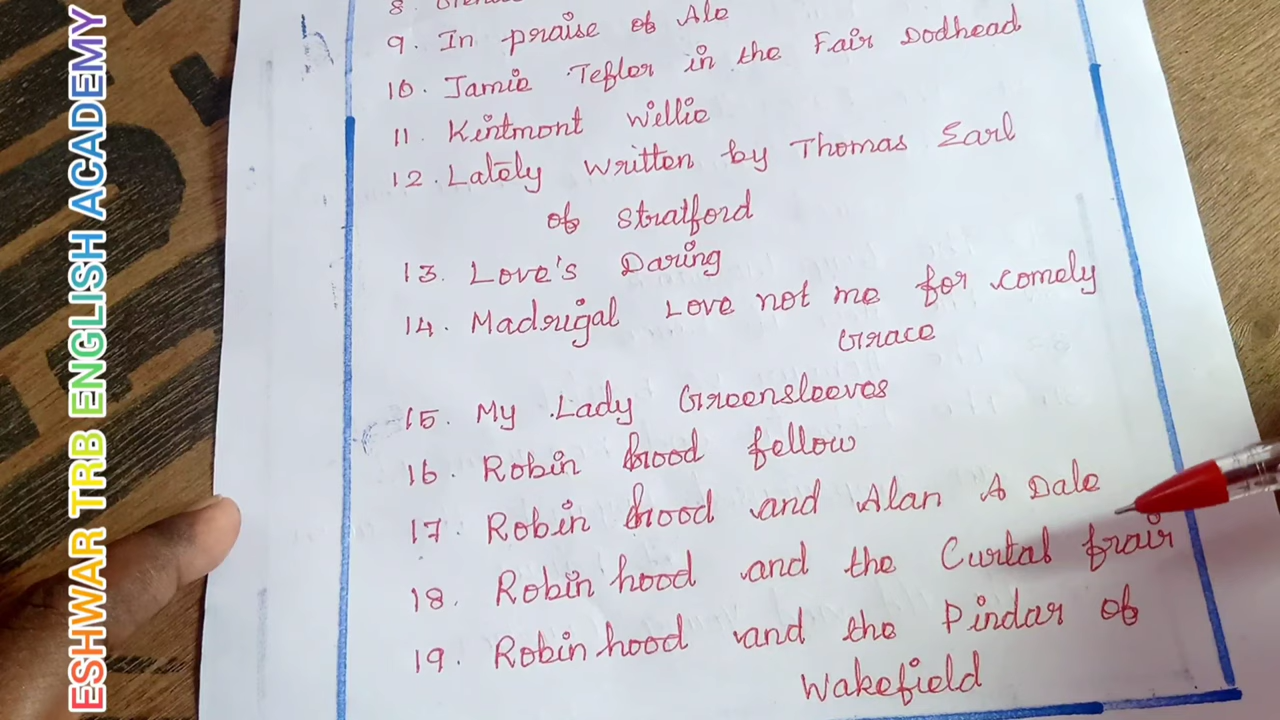 ESHWAR TRB ENGLISH ACADEMY
8.
9. In praise of Ale
10. Jamie Tefler in the Fair Dodhead
11. Kintmont Willie
12. Lately Written by Thomas Earl
of Stratford
13. Love's Daring
14. Madrigal Love not me for comely
Grace
15. My Lady Greensleeves
16. Robin hood fellow
17. Robin hood and Alan A Dale
18. Robin hood and the Curtal frair
19. Robin hood and the Pindar of
Wakefield